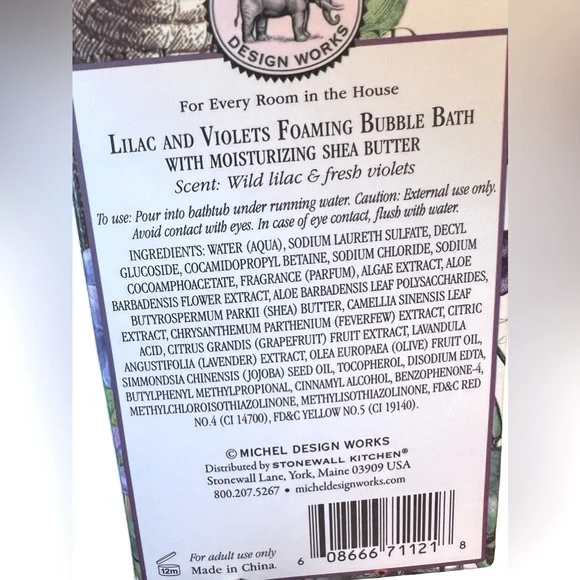 DESIGN WORKS
For Every Room in the House
LILAC AND VIOLETS FOAMING BUBBLE BATH
WITH MOISTURIZING SHEA BUTTER
Scent: Wild lilac & fresh violets
To use: Pour into bathtub under running water. Caution: External use only.
Avoid contact with eyes. In case of eye contact, flush with water.
INGREDIENTS: WATER (AQUA), SODIUM LAURETH SULFATE, DECYL
GLUCOSIDE, COCAMIDOPROPYL BETAINE, SODIUM CHLORIDE, SODIUM
COCOAMPHOACETATE, FRAGRANCE (PARFUM), ALGAE EXTRACT, ALOE
BARBADENSIS FLOWER EXTRACT, ALOE BARBADENSIS LEAF POLYSACCHARIDES,
BUTYROSPERMUM PARKII (SHEA) BUTTER, CAMELLIA SINENSIS LEAF
EXTRACT, CHRYSANTHEMUM PARTHENIUM (FEVERFEW) EXTRACT, CITRIC
ACID, CITRUS GRANDIS (GRAPEFRUIT) FRUIT EXTRACT, LAVANDULA
ANGUSTIFOLIA (LAVENDER) EXTRACT, OLEA EUROPAEA (OLIVE) FRUIT OIL,
SIMMONDSIA CHINENSIS (JOJOBA) SEED OIL, TOCOPHEROL, DISODIUM EDTA,
BUTYLPHENYL METHYLPROPIONAL, CINNAMYL ALCOHOL, BENZOPHENONE-4,
METHYLCHLOROISOTHIAZOLINONE, METHYLISOTHIAZOLINONE, FD&C RED
NO.4 (CI 14700), FD&C YELLOW NO.5 (CI 19140).
© MICHEL DESIGN WORKS
Distributed by STONEWALL KITCHEN®
Stonewall Lane, York, Maine 03909 USA
800.207.5267 • micheldesignworks.com
12m
For adult use only
Made in China.
6 08666 71121 8